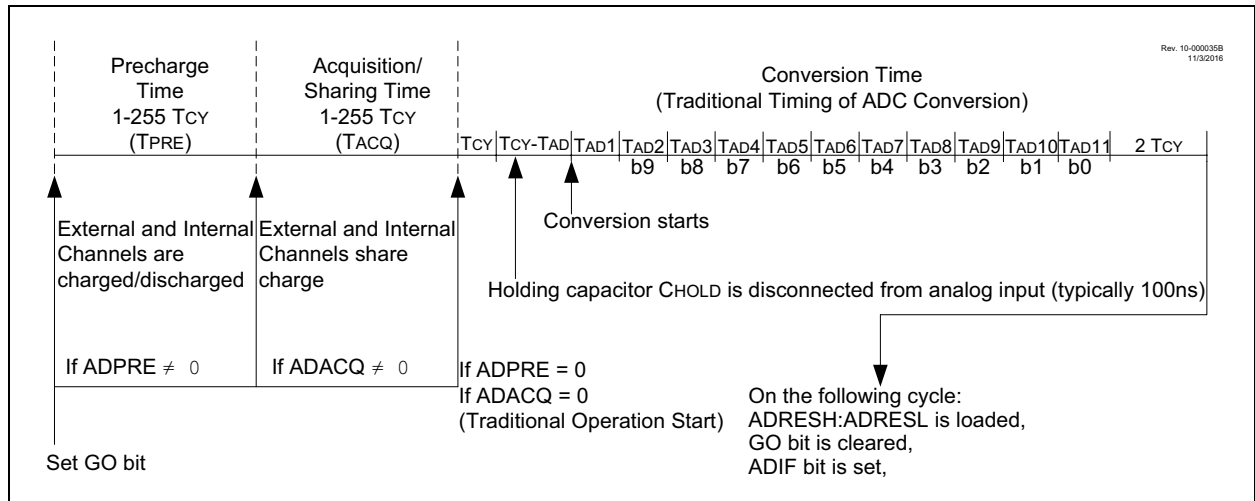 Rev. 10-000035B
11/3/2016
Precharge
Time
1-255 TCY
(TPRE)
Acquisition/
Sharing Time
1-255 TCY
(TACQ)
Conversion Time
(Traditional Timing of ADC Conversion)
TCY TCY-TAD TAD1 TAD2 TAD3 TAD4 TAD5 TAD6 TAD7 TAD8 TAD9 TAD10 TAD11 2 TCY
b9 b8 b7 b6 b5 b4 b3 b2 b1 b0
External and Internal
Channels are
charged/discharged
External and Internal
Channels share
charge
Conversion starts
Holding capacitor CHOLD is disconnected from analog input (typically 100ns)
If ADPRE ≠ 0
If ADACQ ≠ 0
If ADPRE = 0
If ADACQ = 0
(Traditional Operation Start)
On the following cycle:
ADRESH:ADRESL is loaded,
GO bit is cleared,
ADIF bit is set,
Set GO bit